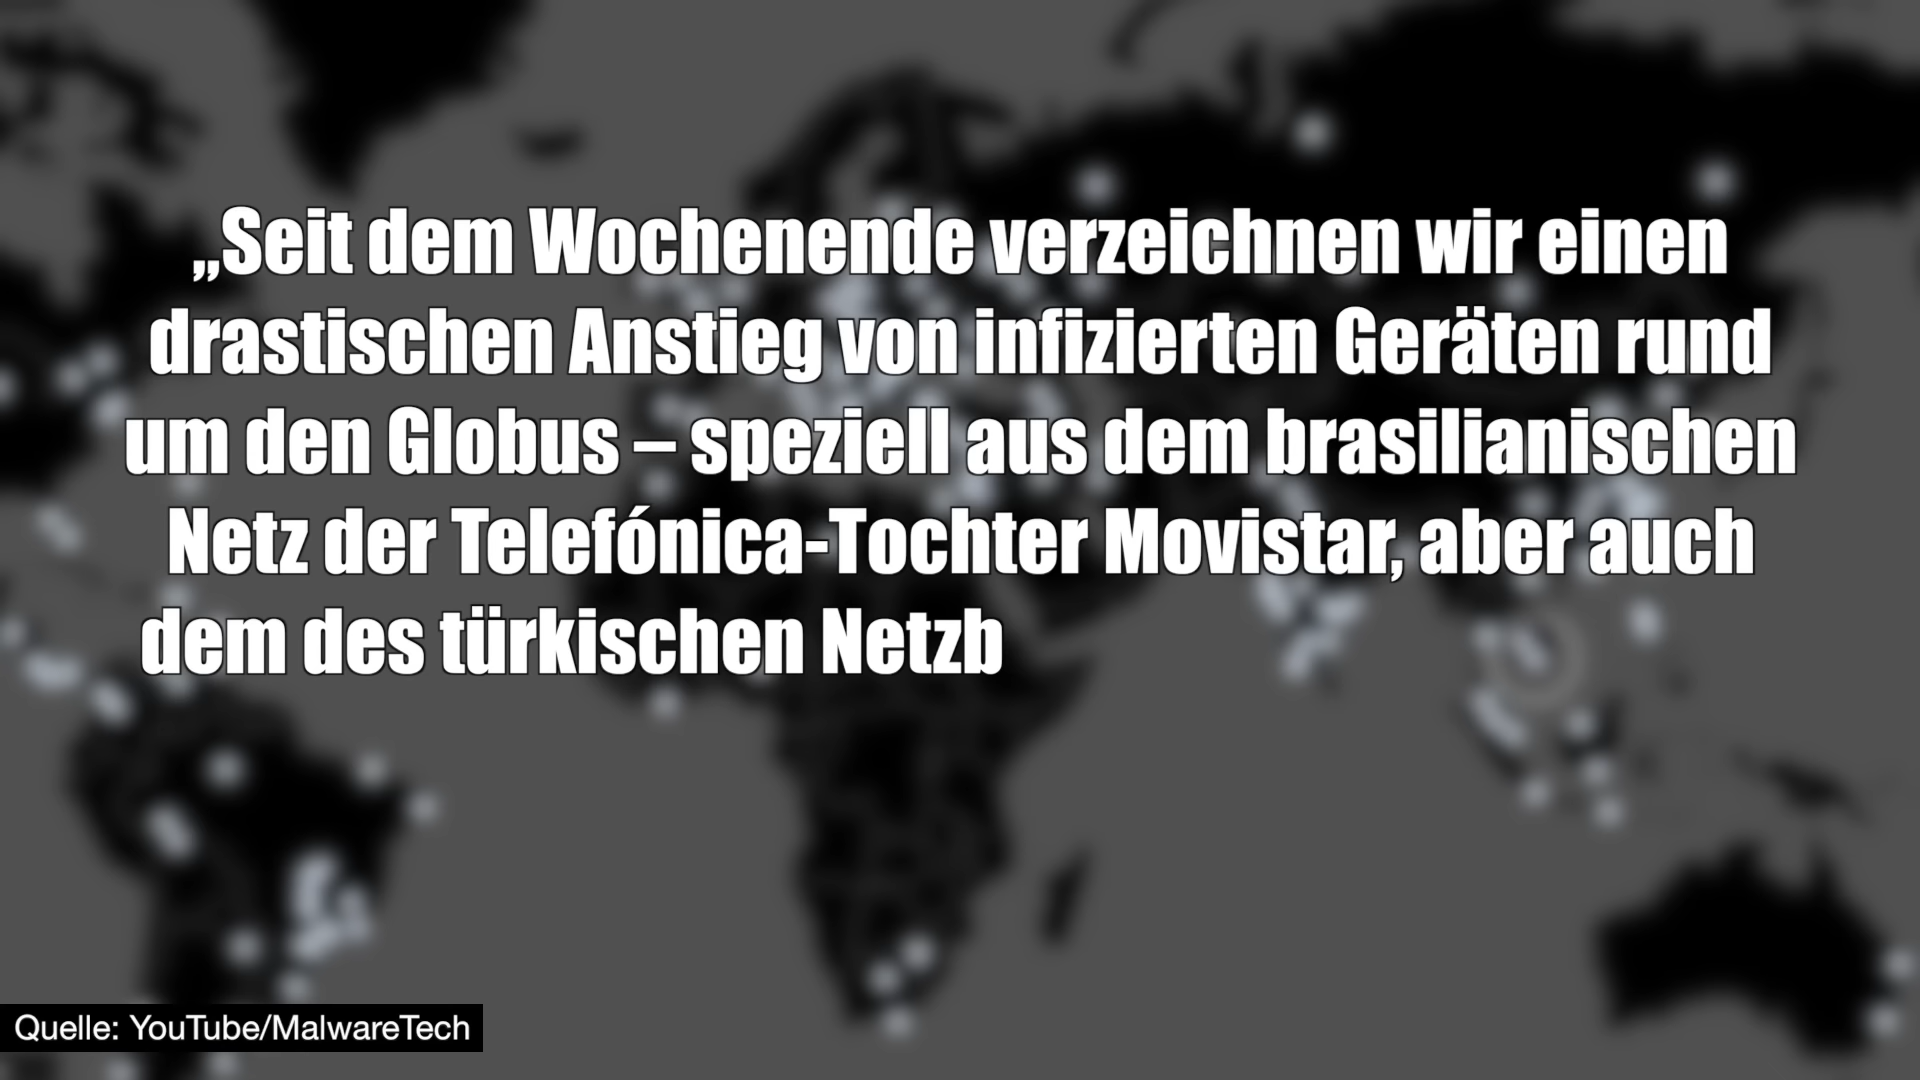 „Seit dem Wochenende verzeichnen wir einen
drastischen Anstieg von infizierten Geräten rund
um den Globus – speziell aus dem brasilianischen
Netz der Telefónica-Tochter Movistar, aber auch
dem des türkischen Netzb
Quelle: YouTube/MalwareTech